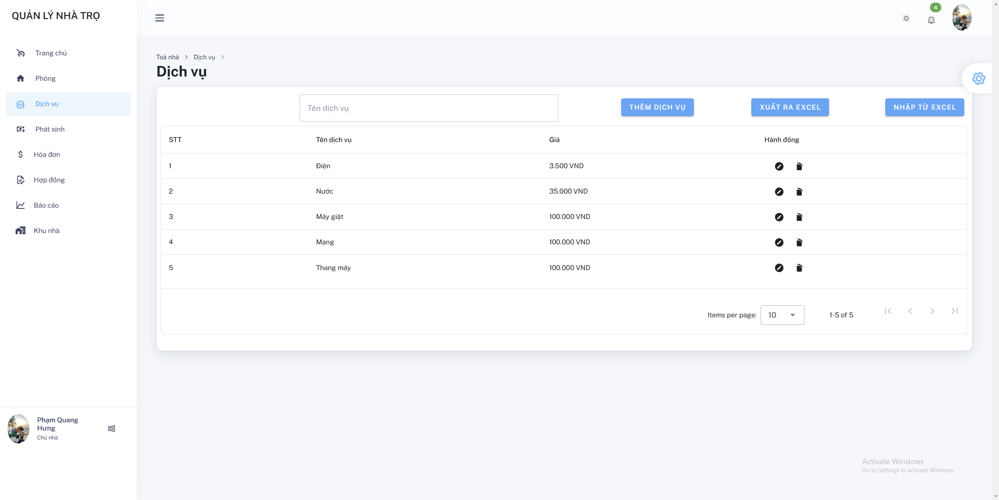 QUẢN LÝ NHÀ TRỌ
4
Trang chủ
Phòng
Dịch vụ
Phát sinh
Hóa đơn
Hợp đồng
Báo cáo
Khu nhà
Phạm Quang
Hưng
Chủ nhà
Toà nhà > Dịch vụ >
Dịch vụ
Tên dịch vụ THÊM DỊCH VỤ XUẤT RA EXCEL NHẬP TỪ EXCEL
STT Tên dịch vụ Giá Hành đồng
1 Điện 3.500 VND
2 Nước 35.000 VND
3 Máy giặt 100.000 VND
4 Mạng 100.000 VND
5 Thang máy 100.000 VND
Items per page: 10 1-5 of 5
Activate Windows
Go to Settings to activate Windows.